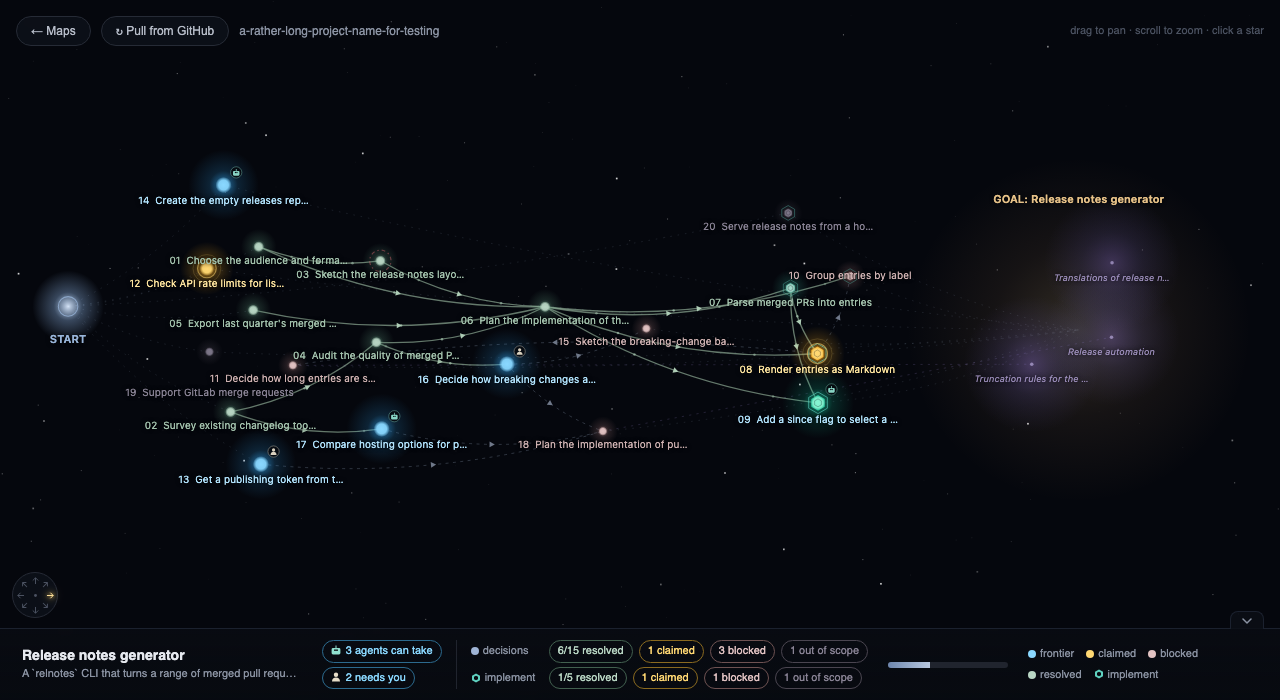 ← Maps
↻ Pull from GitHub
a-rather-long-project-name-for-testing
drag to pan · scroll to zoom · click a star
14 Create the empty releases rep...
GOAL: Release notes generator
20 Serve release notes from a ho...
01 Choose the audience and forma...
03 Sketch the release notes layo...
10 Group entries by label
12 Check API rate limits for lis...
Translations of release n...
07 Parse merged PRs into entries
05 Export last quarter's merged ...
06 Plan the implementation of th...
START
15 Sketch the breaking-change ba...
04 Audit the quality of merged P...
Release automation
08 Render entries as Markdown
11 Decide how long entries are s...
16 Decide how breaking changes a...
Truncation rules for the ...
19 Support GitLab merge requests
09 Add a since flag to select a ...
02 Survey existing changelog too...
17 Compare hosting options for p...
18 Plan the implementation of pu...
13 Get a publishing token from t...
Release notes generator
A `relnotes` CLI that turns a range of merged pull requ...
3 agents can take
2 needs you
decisions
6/15 resolved
1 claimed
3 blocked
1 out of scope
implement
1/5 resolved
1 claimed
1 blocked
1 out of scope
frontier
claimed
blocked
resolved
implement